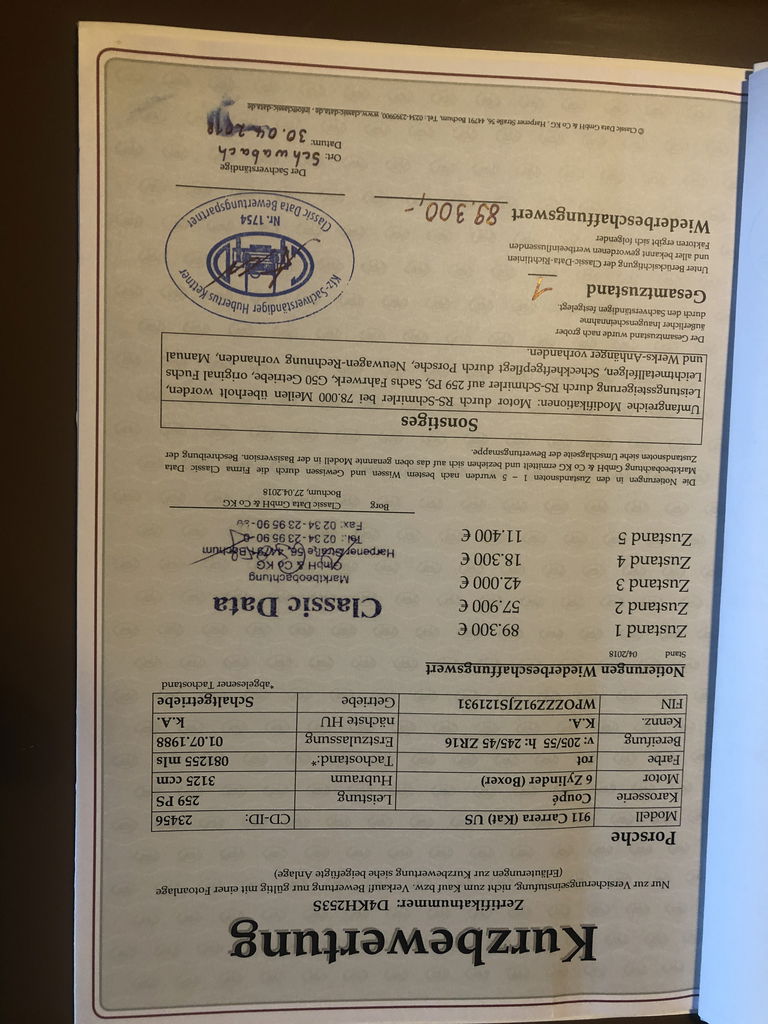 Kurzbewertung
Zertifikatnummer: D4KH253S
Nur zur Versicherungseinstufung, nicht zum Kauf bzw. Verkauf! Bewertung nur gültig mit einer Fotoanlage
(Erläuterungen zur Kurzbewertung siehe beigefügte Anlage)
Porsche
Modell 911 Carrera (Kat) US CD-ID: 23456
Karosserie Coupé Leistung 259 PS
Motor 6 Zylinder (Boxer) Hubraum 3125 ccm
Farbe rot Tachostand:* 081255 mls
Bereifung v: 205/55 h: 245/45 ZR16 Erstzulassung 01.07.1988
Kennz. K.A. nächste HU k.A.
FIN WPOZZZ91ZJS121931 Getriebe Schaltgetriebe
*abgelesener Tachostand
Notierungen Wiederbeschaffungswert
Stand 04/2018
Zustand 1 89.300 €
Zustand 2 57.900 €
Zustand 3 42.000 €
Zustand 4 18.300 €
Zustand 5 11.400 €
Classic Data
Marktbeobachtung
GmbH & Co KG
Harpener Straße 56, 44791 Bochum
Tel.: 02 34 - 23 95 90-0
Fax: 02 34 - 23 95 90-
Borg Classic Data GmbH & Co KG
Bochum, 27.04.2018
Die Notierungen in den Zustandsnoten 1 – 5 wurden nach bestem Wissen und Gewissen durch die Firma Classic Data
Marktbeobachtung GmbH & Co KG ermittelt und beziehen sich auf das oben genannte Modell in der Basisversion. Beschreibung der
Zustandsnoten siehe Umschlagseite der Bewertungsmappe.
Sonstiges
Umfangreiche Modifikationen: Motor durch RS-Schmirler bei 78.000 Meilen überholt worden,
Leistungssteigerung durch RS-Schmirler auf 259 PS, Sachs Fahrwerk, G50 Getriebe, original Fuchs
Leichtmetallfelgen, Scheckheftgepflegt durch Porsche, Neuwagen-Rechnung vorhanden, Manual
und Werks-Anhänger vorhanden.
Der Gesamtzustand wurde nach grober
äußerlicher Inaugenscheinnahme
durch den Sachverständigen festgelegt.
Gesamtzustand 1
Unter Berücksichtigung der Classic-Data-Richtlinien
und aller bekannt gewordenen wertbeeinflussenden
Faktoren ergibt sich folgender
Wiederbeschaffungswert 89.300,-
Kfz-Sachverständiger Hubertus Kettner
Nr. 1754
Classic Data Bewertungspartner
Der Sachverständige
Ort: Schwabach
Datum: 30.04.2018
© Classic Data GmbH & Co KG, Harpener Straße 56, 44791 Bochum, Tel. 0234-2395900, www.classic-data.de, info@classic-data.de